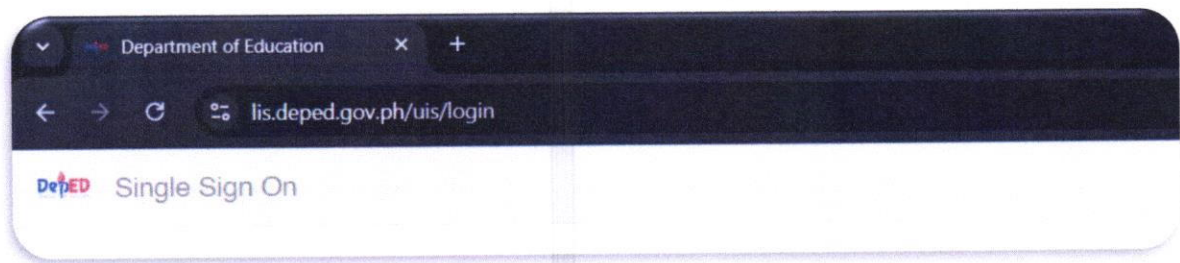 Department of Education
lis.deped.gov.ph/uis/login
DepED Single Sign On